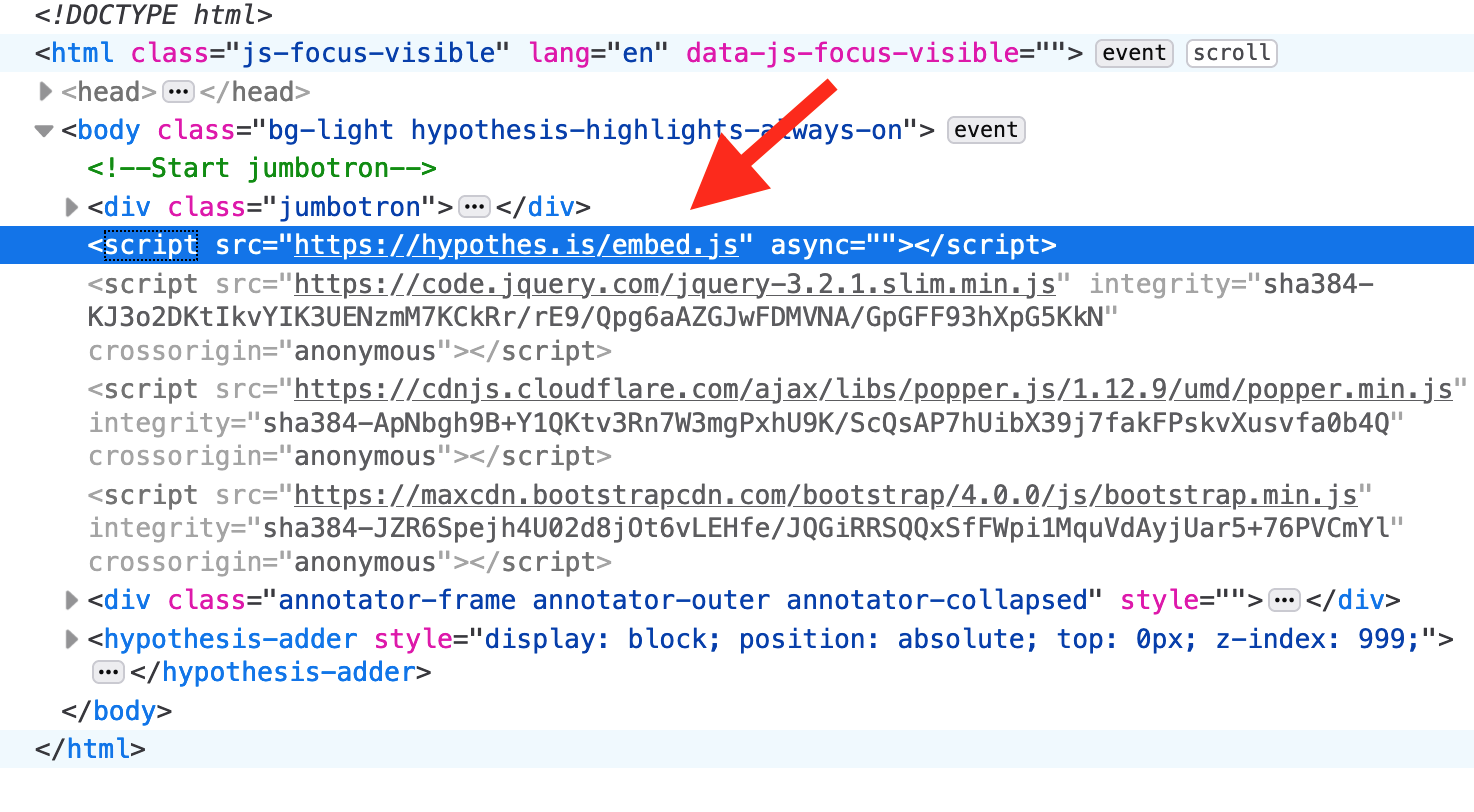 <!DOCTYPE html>
<html class="js-focus-visible" lang="en" data-js-focus-visible=""> event scroll
<head> ••• </head>
<body class="bg-light hypothesis-highlights-always-on"> event
<!--Start jumbotron-->
<div class="jumbotron"> ••• </div>
<script src="https://hypothes.is/embed.js" async=""></script>
<script src="https://code.jquery.com/jquery-3.2.1.slim.min.js" integrity="sha384-
KJ3o2DKtIkvYIK3UENzmM7KCkRr/rE9/Qpg6aAZGJwFDMVNA/GpGFF93hXpG5KkN"
crossorigin="anonymous"></script>
<script src="https://cdnjs.cloudflare.com/ajax/libs/popper.js/1.12.9/umd/popper.min.js"
integrity="sha384-ApNbgh9B+Y1QKtv3Rn7W3mgPxhU9K/ScQsAP7hUibX39j7fakFPskvXusvfa0b4Q"
crossorigin="anonymous"></script>
<script src="https://maxcdn.bootstrapcdn.com/bootstrap/4.0.0/js/bootstrap.min.js"
integrity="sha384-JZR6Spejh4U02d8jOt6vLEHfe/JQGiRRSQQxSfFWpi1MquVdAyjUar5+76PVCmYl"
crossorigin="anonymous"></script>
<div class="annotator-frame annotator-outer annotator-collapsed" style=""> ••• </div>
<hypothesis-adder style="display: block; position: absolute; top: 0px; z-index: 999;">
••• </hypothesis-adder>
</body>
</html>